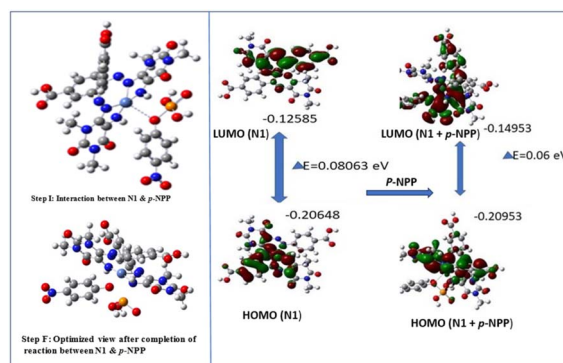 Step I: Interaction between N1 & p-NPP
Step F: Optimized view after completion of
reaction between N1 & p-NPP
LUMO (N1)
-0.12585
ΔE=0.08063 eV
-0.20648
HOMO (N1)
P-NPP
LUMO (N1 + p-NPP)
-0.14953
ΔE=0.06 eV
-0.20953
HOMO (N1 + p-NPP)